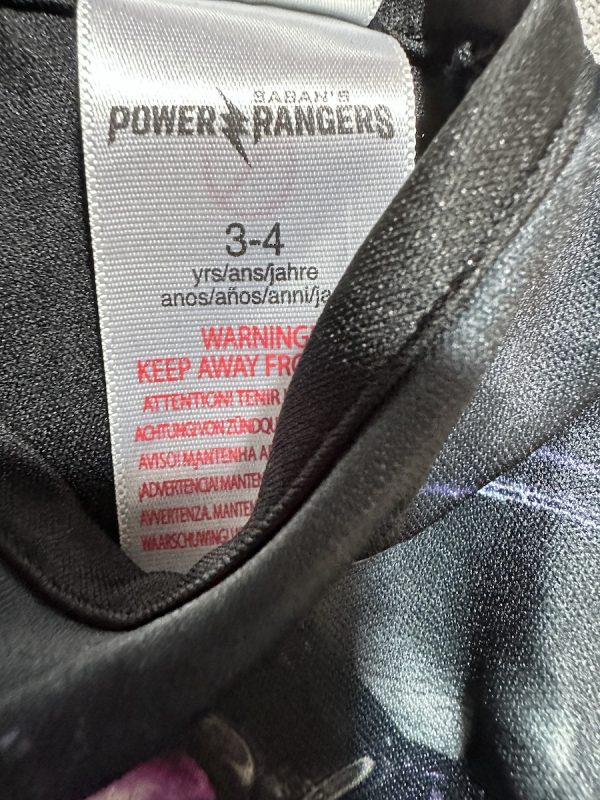 SABAN'S
POWER RANGERS
3-4
yrs/ans/jahre
anos/años/anni/ja
WARNING
KEEP AWAY FRO
ATTENTION! TENIR
ACHTUNG! VON ZÜNDQU
AVISO! MANTENHA A
¡ADVERTENCIA! MANTEN
AVVERTENZA. MANTE
WAARSCHUWING!